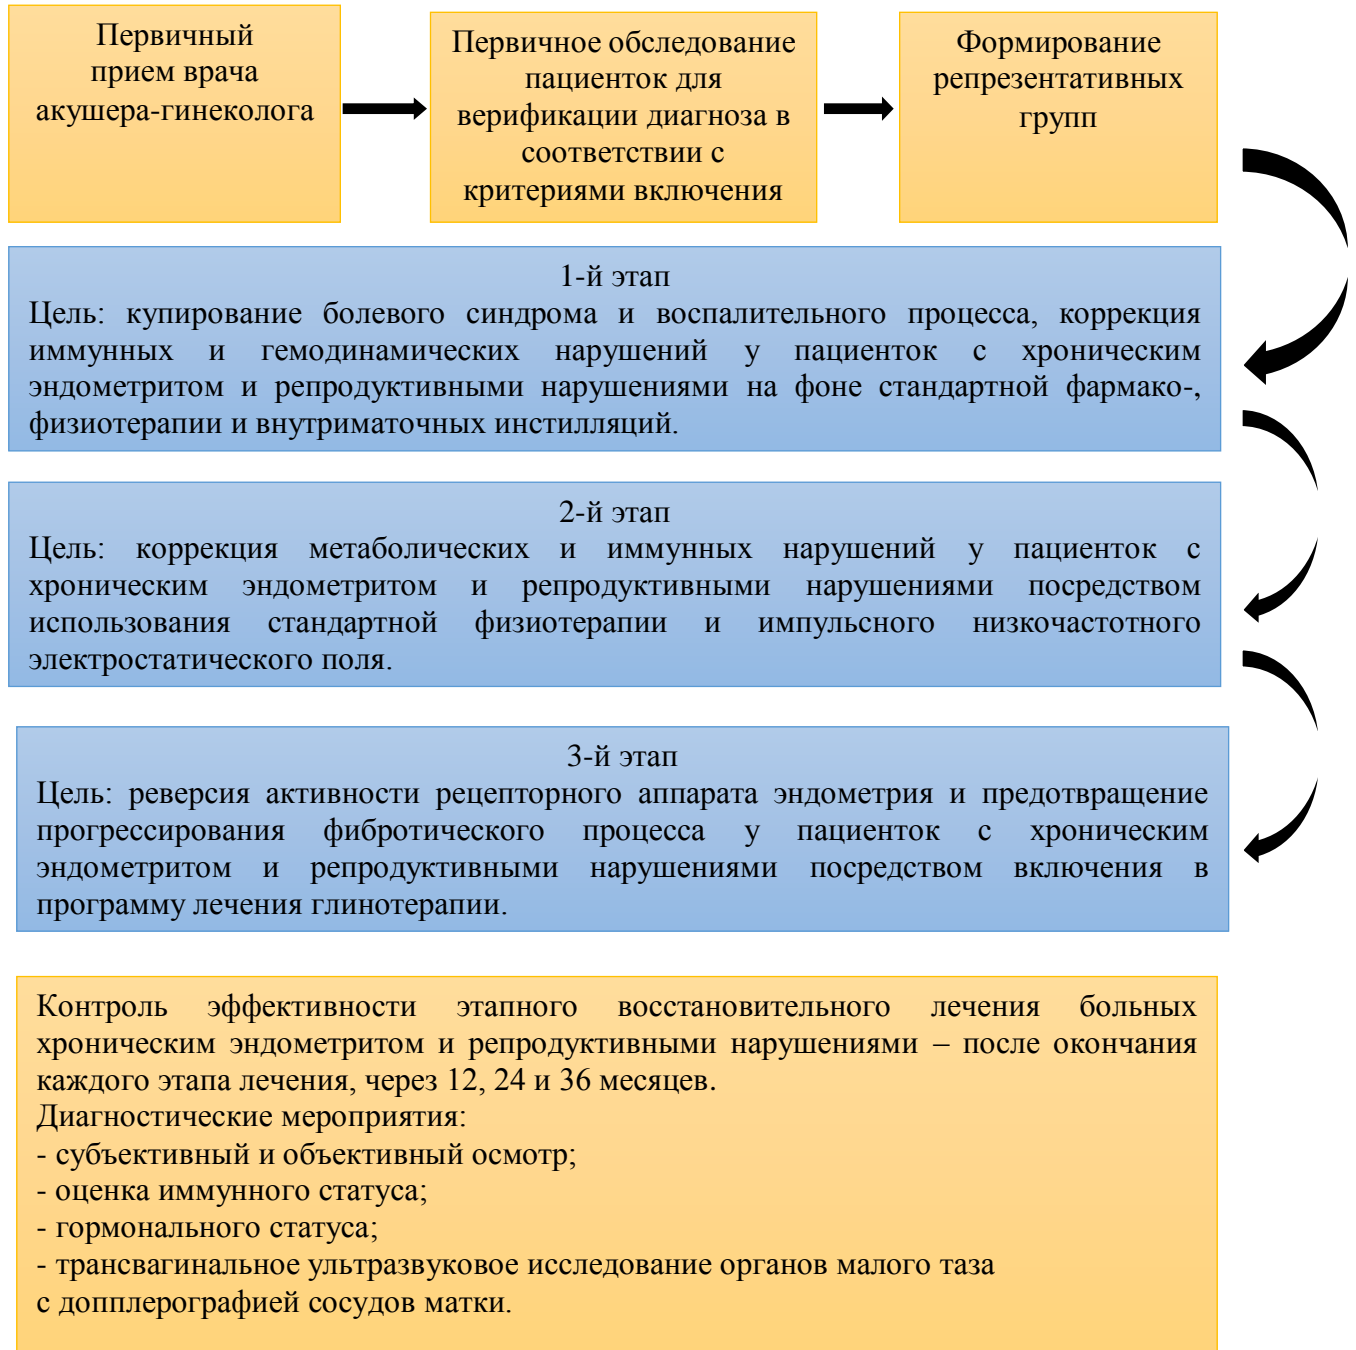 Первичный
прием врача
акушера-гинеколога
Первичное обследование
пациенток для
верификации диагноза в
соответствии с
критериями включения
Формирование
репрезентативных
групп
1-й этап
Цель: купирование болевого синдрома и воспалительного процесса, коррекция
иммунных и гемодинамических нарушений у пациенток с хроническим
эндометритом и репродуктивными нарушениями на фоне стандартной фармако-,
физиотерапии и внутриматочных инстилляций.
2-й этап
Цель: коррекция метаболических и иммунных нарушений у пациенток с
хроническим эндометритом и репродуктивными нарушениями посредством
использования стандартной физиотерапии и импульсного низкочастотного
электростатического поля.
3-й этап
Цель: реверсия активности рецепторного аппарата эндометрия и предотвращение
прогрессирования фибротического процесса у пациенток с хроническим
эндометритом и репродуктивными нарушениями посредством включения в
программу лечения глинотерапии.
Контроль эффективности этапного восстановительного лечения больных
хроническим эндометритом и репродуктивными нарушениями – после окончания
каждого этапа лечения, через 12, 24 и 36 месяцев.
Диагностические мероприятия:
- субъективный и объективный осмотр;
- оценка иммунного статуса;
- гормонального статуса;
- трансвагинальное ультразвуковое исследование органов малого таза
с допплерографией сосудов матки.